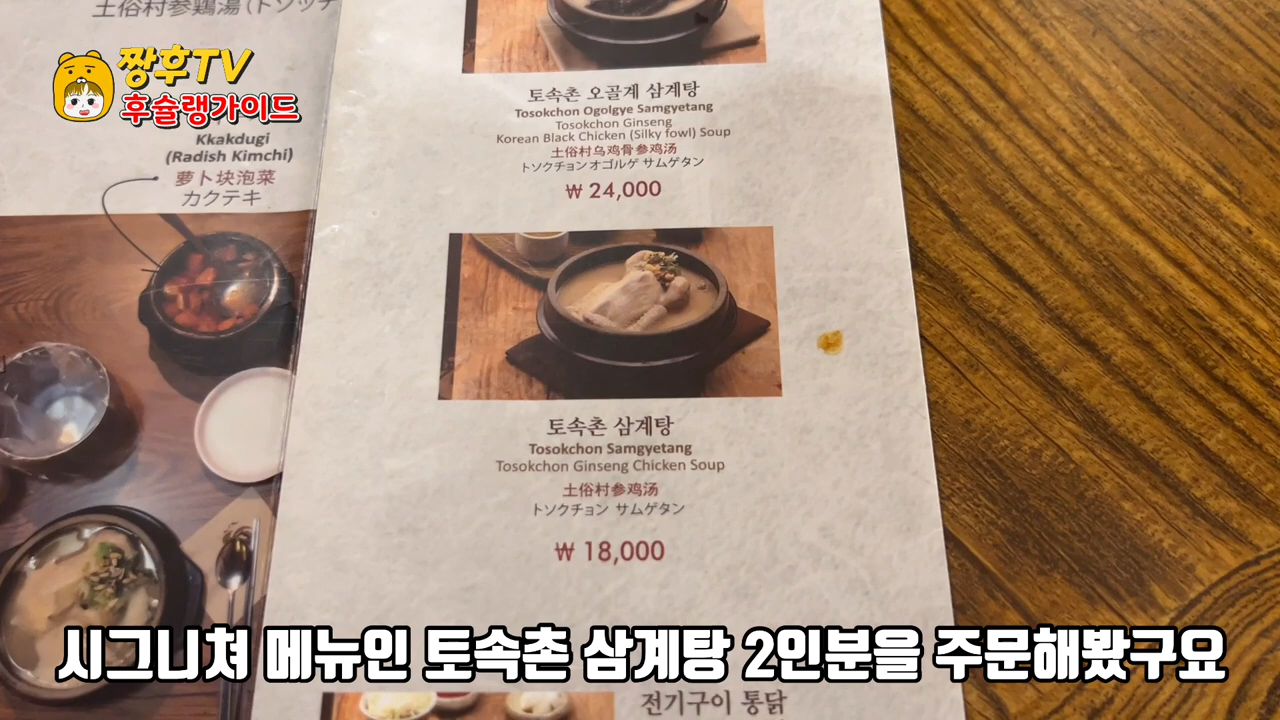 土俗村参鶏湯(トソッチ
짱후TV
후슐랭가이드
Kkakdugi
(Radish Kimchi)
萝卜块泡菜
カクテキ
토속촌 오골계 삼계탕
Tosokchon Ogolgye Samgyetang
Tosokchon Ginseng
Korean Black Chicken (Silky fowl) Soup
土俗村乌鸡骨参鸡汤
トソクチョンオゴルゲ サムゲタン
₩ 24,000
토속촌 삼계탕
Tosokchon Samgyetang
Tosokchon Ginseng Chicken Soup
土俗村参鸡汤
トソクチョン サムゲタン
₩ 18,000
시그니쳐 메뉴인 토속촌 삼계탕 2인분을 주문해봤구요
전기구이 통닭